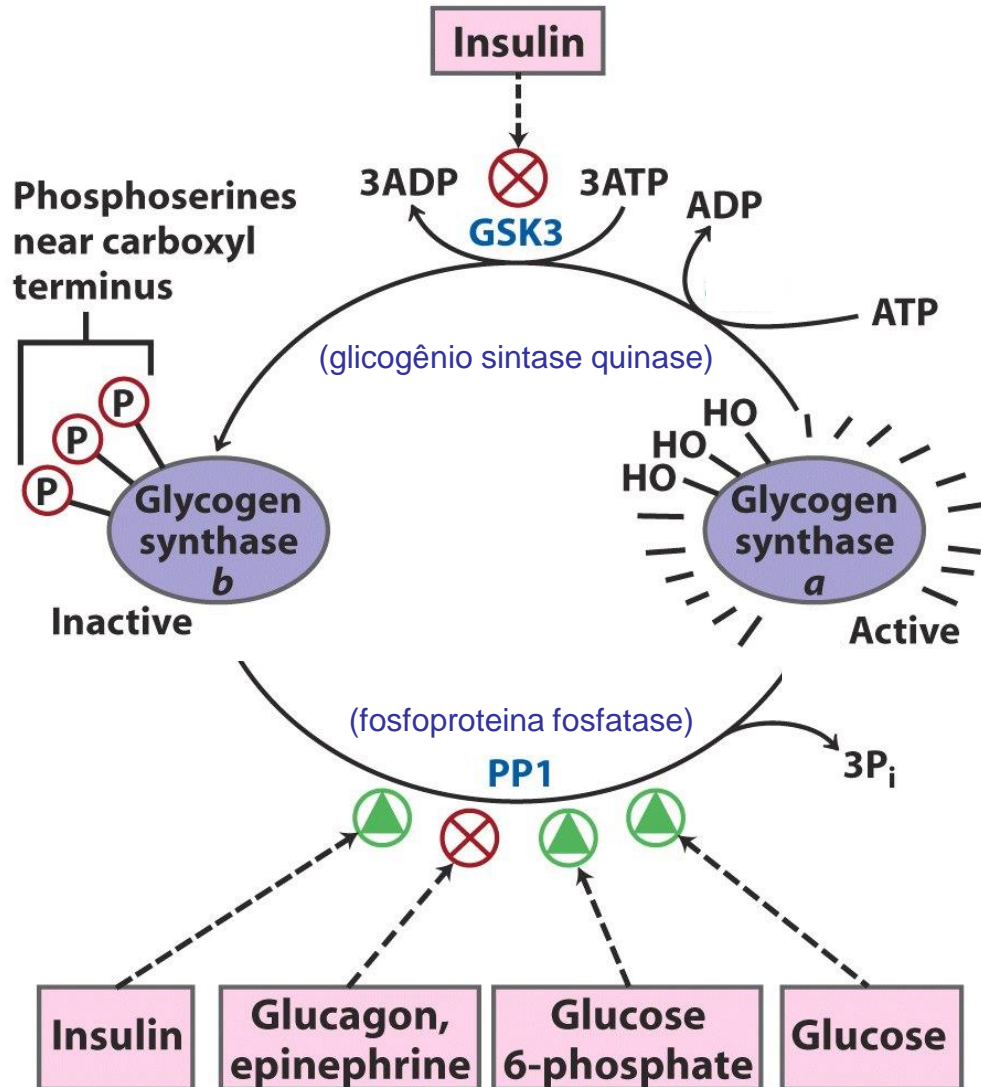 Insulin
3ADP
3ATP
GSK3
ADP
ATP
Phosphoserines
near carboxyl
terminus
(glicogênio sintase quinase)
P
P
P
HO
HO
HO
Glycogen
synthase
b
Inactive
Glycogen
synthase
a
Active
(fosfoproteina fosfatase)
PP1
3Pi
Insulin
Glucagon,
epinephrine
Glucose
6-phosphate
Glucose